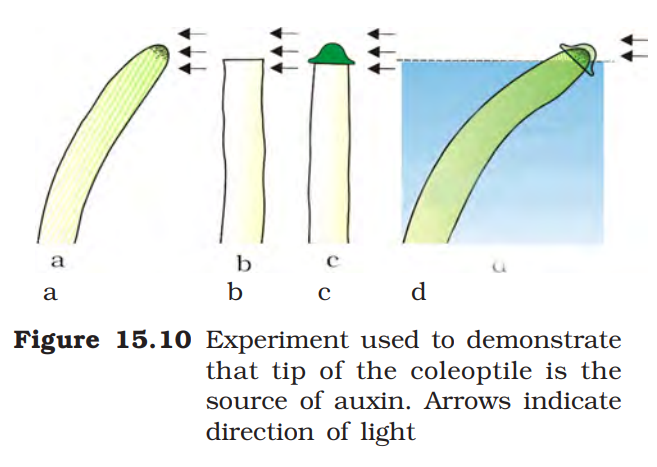 a b c
a b c d
Figure 15.10 Experiment used to demonstrate
that tip of the coleoptile is the
source of auxin. Arrows indicate
direction of light